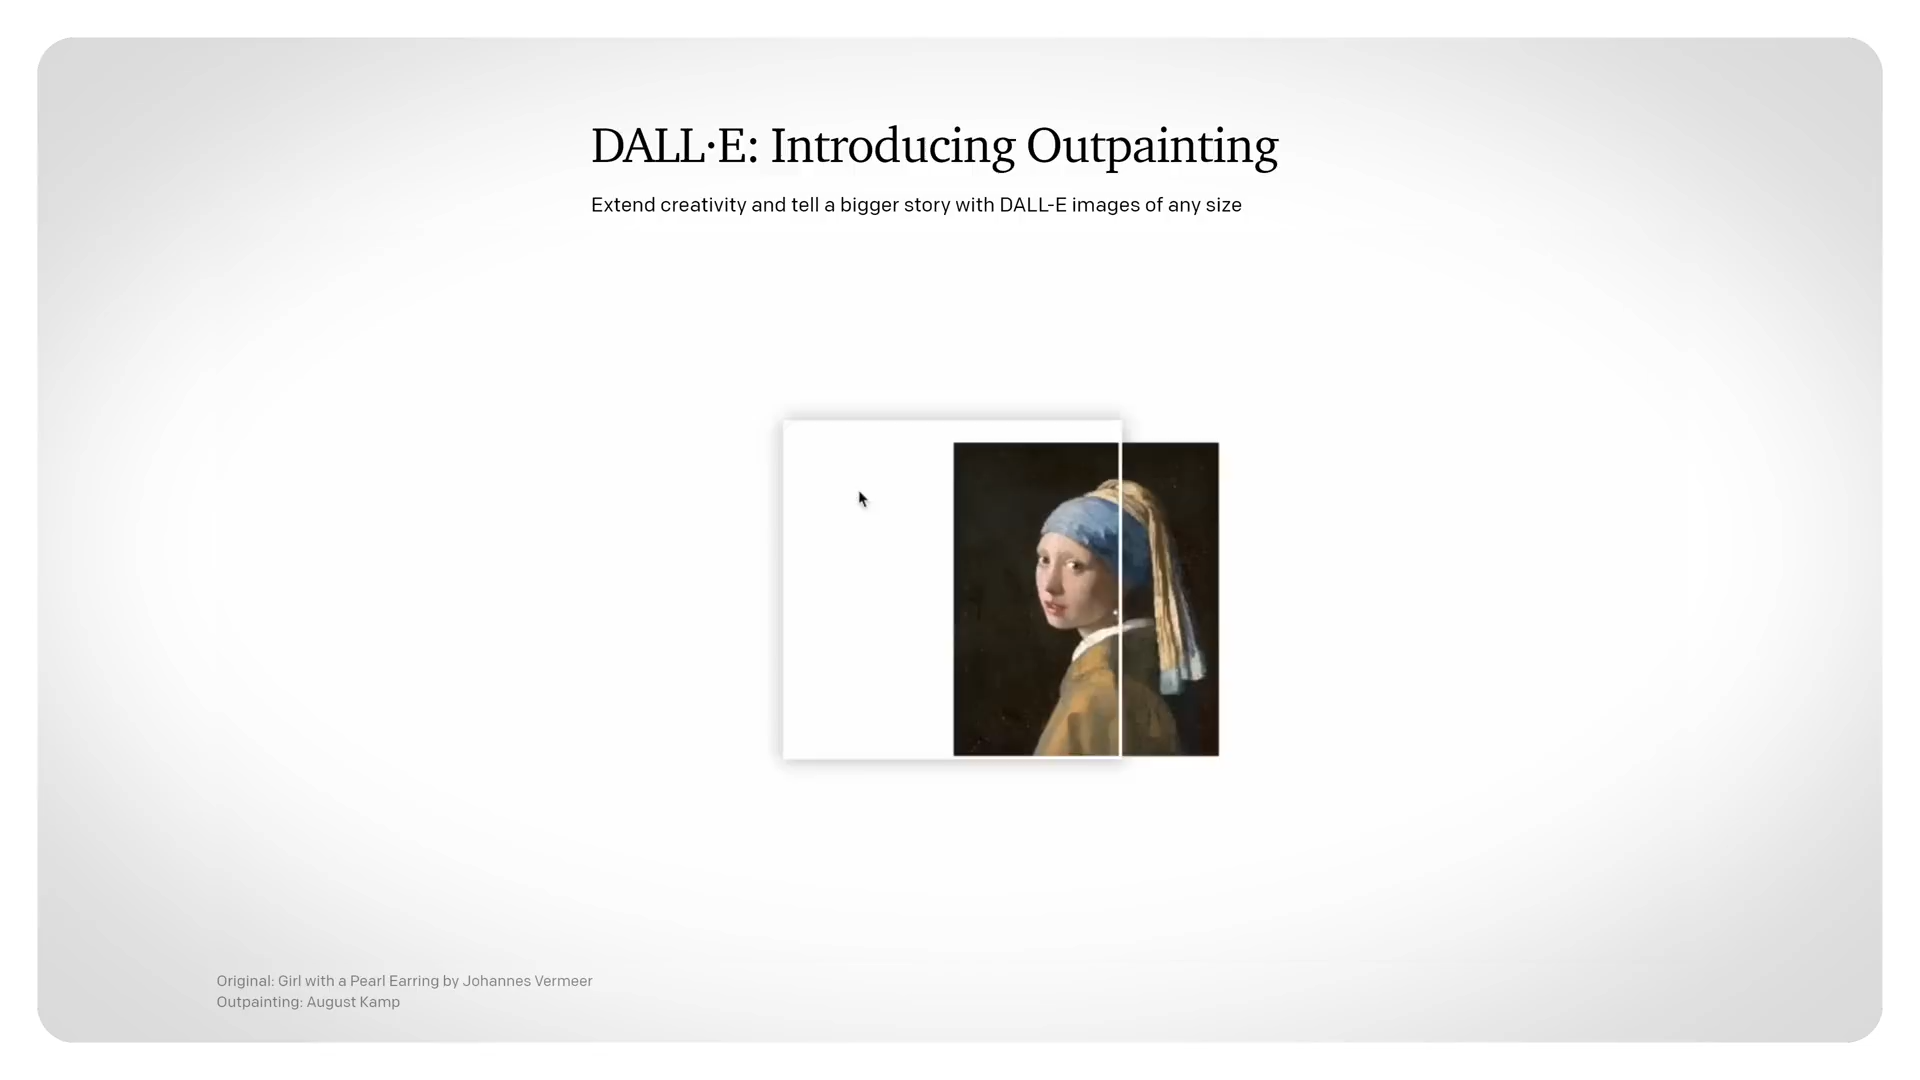 DALL·E: Introducing Outpainting
Extend creativity and tell a bigger story with DALL-E images of any size
Original: Girl with a Pearl Earring by Johannes Vermeer
Outpainting: August Kamp